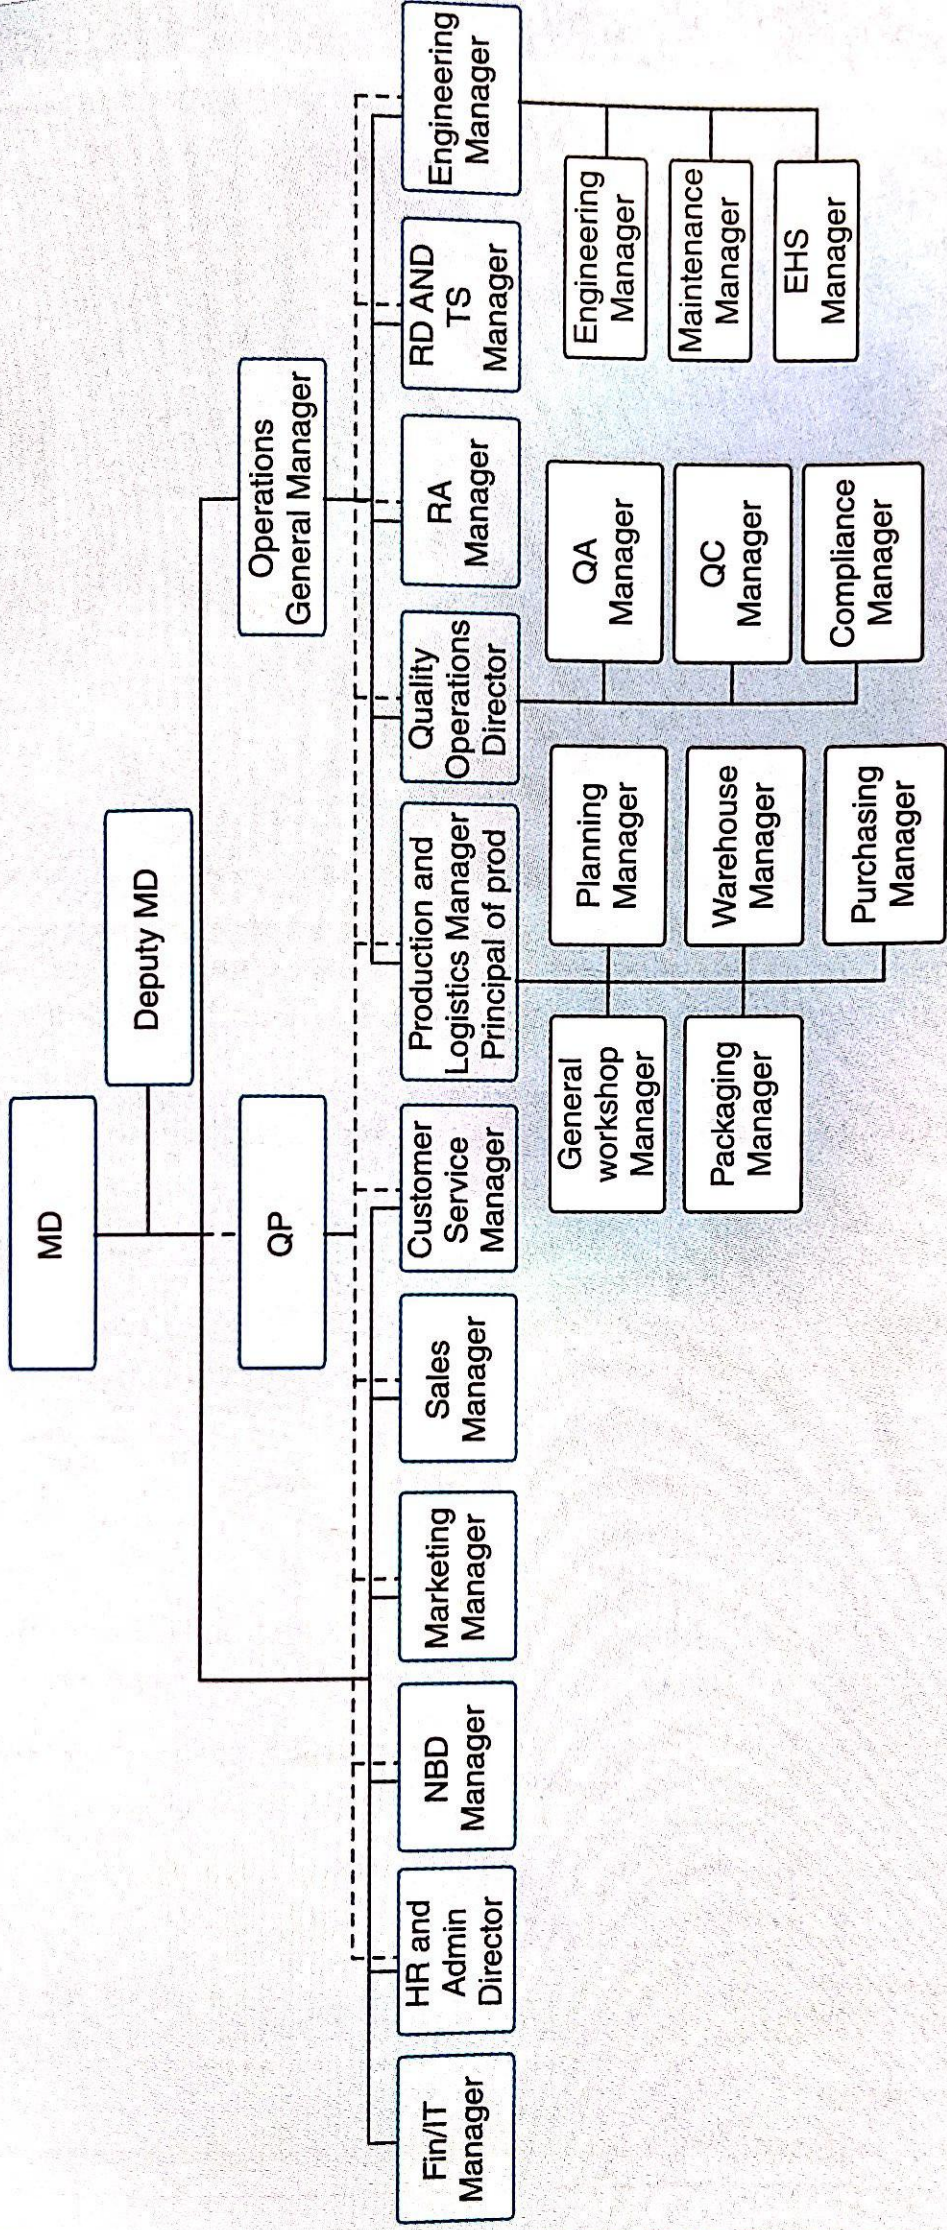 MD
Deputy MD
QP
Operations
General Manager
Fin/IT
Manager
HR and
Admin
Director
NBD
Manager
Marketing
Manager
Sales
Manager
Customer
Service
Manager
Production and
Logistics Manager
Principal of prod
Quality
Operations
Director
RA
Manager
RD AND
TS
Manager
Engineering
Manager
General
workshop
Manager
Packaging
Manager
Planning
Manager
Warehouse
Manager
Purchasing
Manager
QA
Manager
QC
Manager
Compliance
Manager
Engineering
Manager
Maintenance
Manager
EHS
Manager